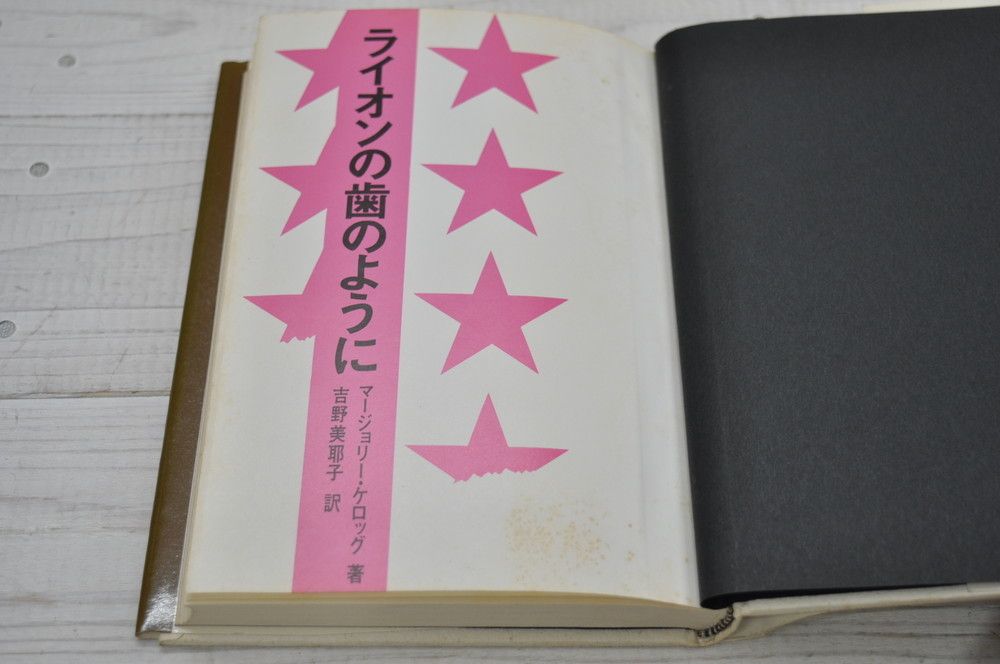 ライオンの歯のように
マージョリー・ケロッグ 著
吉野美耶子 訳